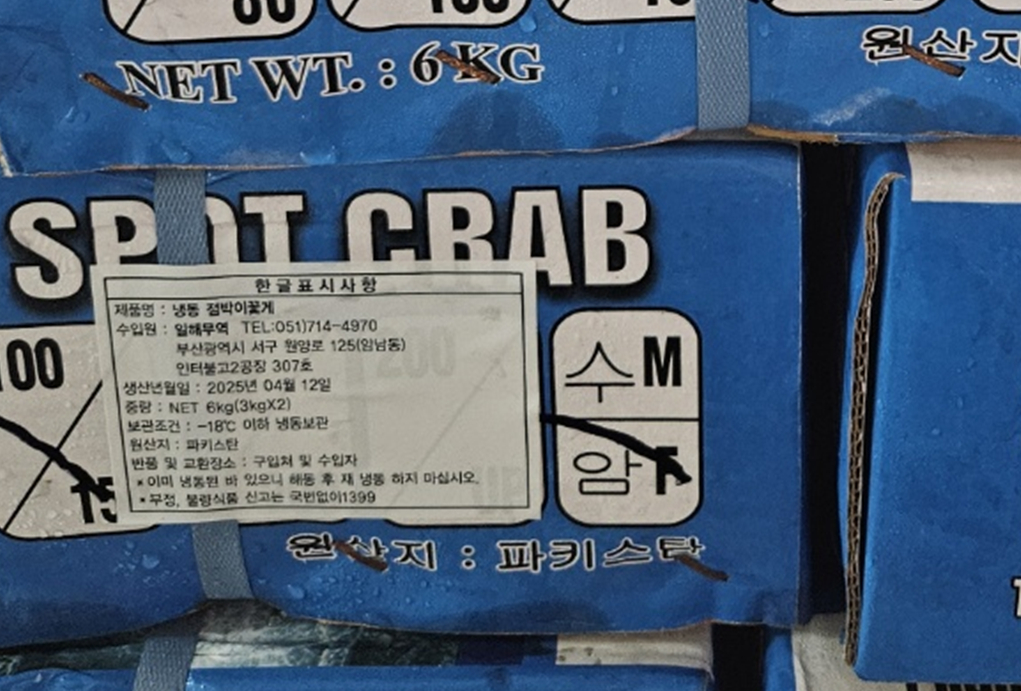 NET WT. : 6 KG
원산지
SPOT CRAB
한글표시사항
제품명 : 냉동 점박이꽃게
수입원 : 일해무역 TEL:051)714-4970
부산광역시 서구 원양로 125(암남동)
인터불고2공장 307호
생산년월일 : 2025년 04월 12일
중량 : NET 6kg(3kgX2)
보관조건 : -18℃ 이하 냉동보관
원산지 : 파키스탄
반품 및 교환장소 : 구입처 및 수입자
*이미 냉동된 바 있으니 해동 후 재 냉동 하지 마십시오.
*부정, 불량식품 신고는 국번없이1399
200
수 M
암 F
원산지 : 파키스탄